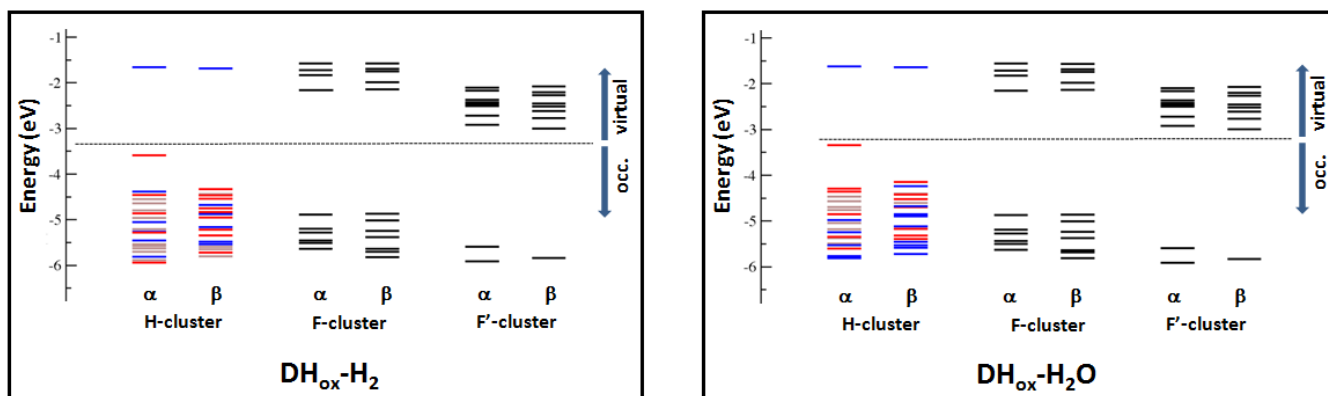 -1
-2
-3
-4
-5
-6
Energy (eV)
virtual
occ.
α β α β α β
H-cluster F-cluster F'-cluster
DHox-H2
-1
-2
-3
-4
-5
-6
Energy (eV)
virtual
occ.
α β α β α β
H-cluster F-cluster F'-cluster
DHox-H2O